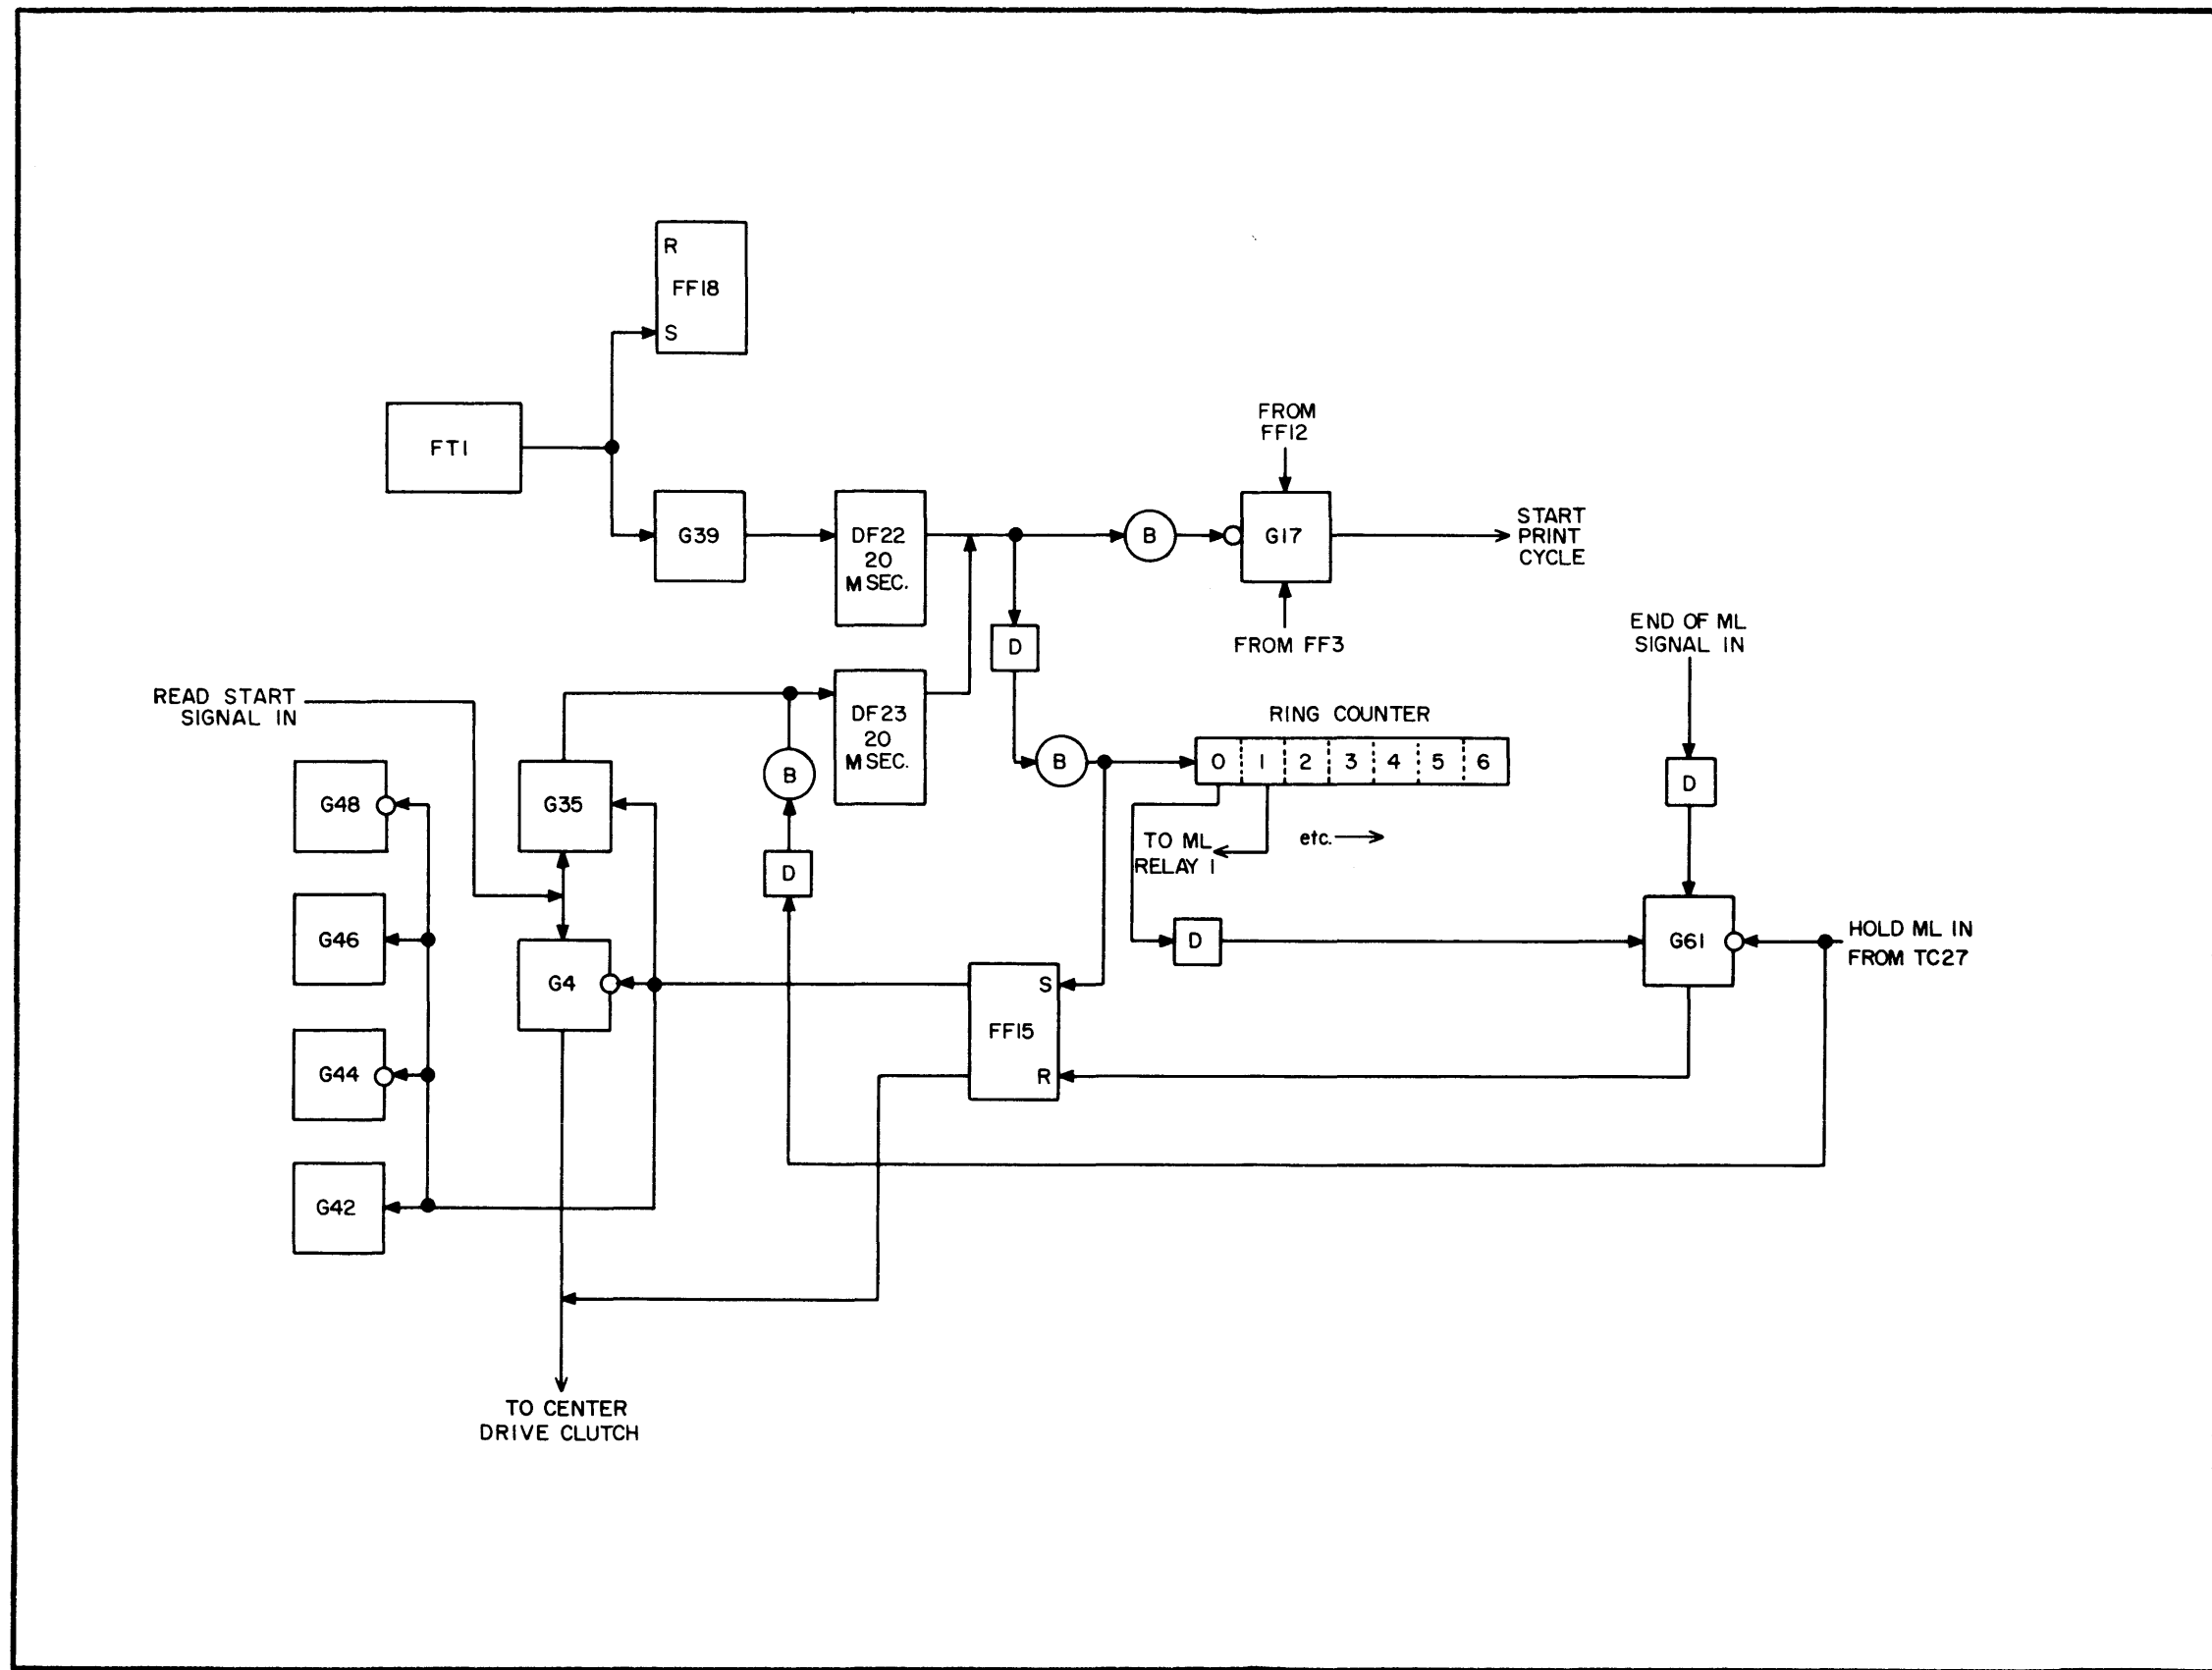 R
FF18
S
FT1
FROM
FF12
G39
DF22
20
MSEC.
B
G17
START
PRINT
CYCLE
D
FROM FF3
END OF ML
SIGNAL IN
READ START
SIGNAL IN
DF23
20
MSEC.
RING COUNTER
G48
G35
B
B
0 1 2 3 4 5 6
D
TO ML
RELAY 1
etc.
D
G46
G4
D
G61
HOLD ML IN
FROM TC27
S
FF15
R
G44
G42
TO CENTER
DRIVE CLUTCH